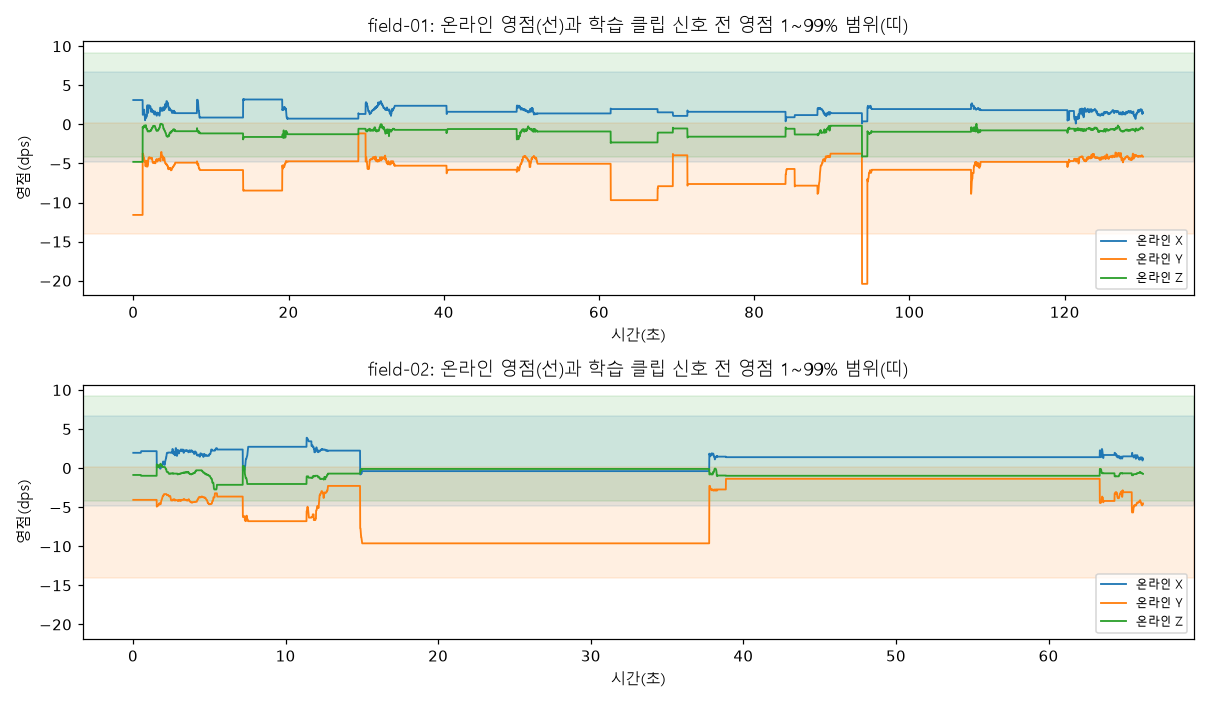 field-01: 온라인 영점(선)과 학습 클립 신호 전 영점 1~99% 범위(띠)
10
5
0
−5
−10
−15
−20
영점(dps)
온라인 X
온라인 Y
온라인 Z
0 20 40 60 80 100 120
시간(초)
field-02: 온라인 영점(선)과 학습 클립 신호 전 영점 1~99% 범위(띠)
10
5
0
−5
−10
−15
−20
영점(dps)
온라인 X
온라인 Y
온라인 Z
0 10 20 30 40 50 60
시간(초)